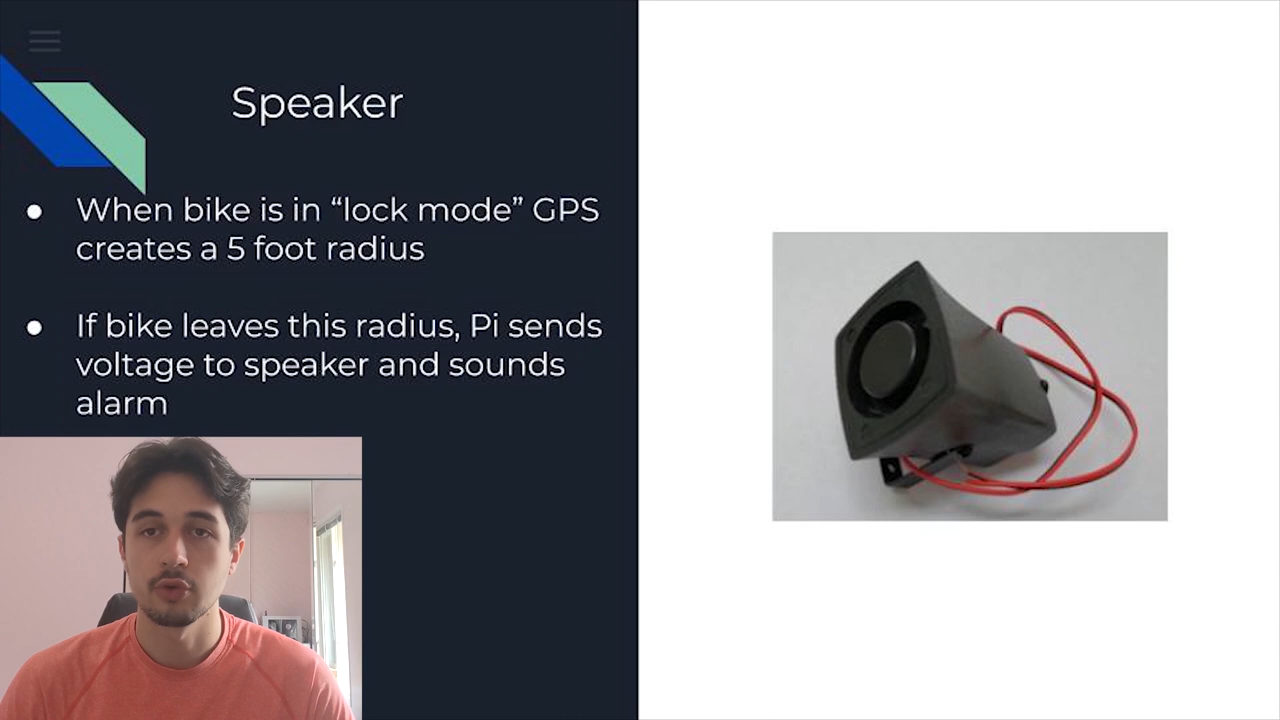 Speaker
● When bike is in “lock mode” GPS
creates a 5 foot radius
● If bike leaves this radius, Pi sends
voltage to speaker and sounds
alarm